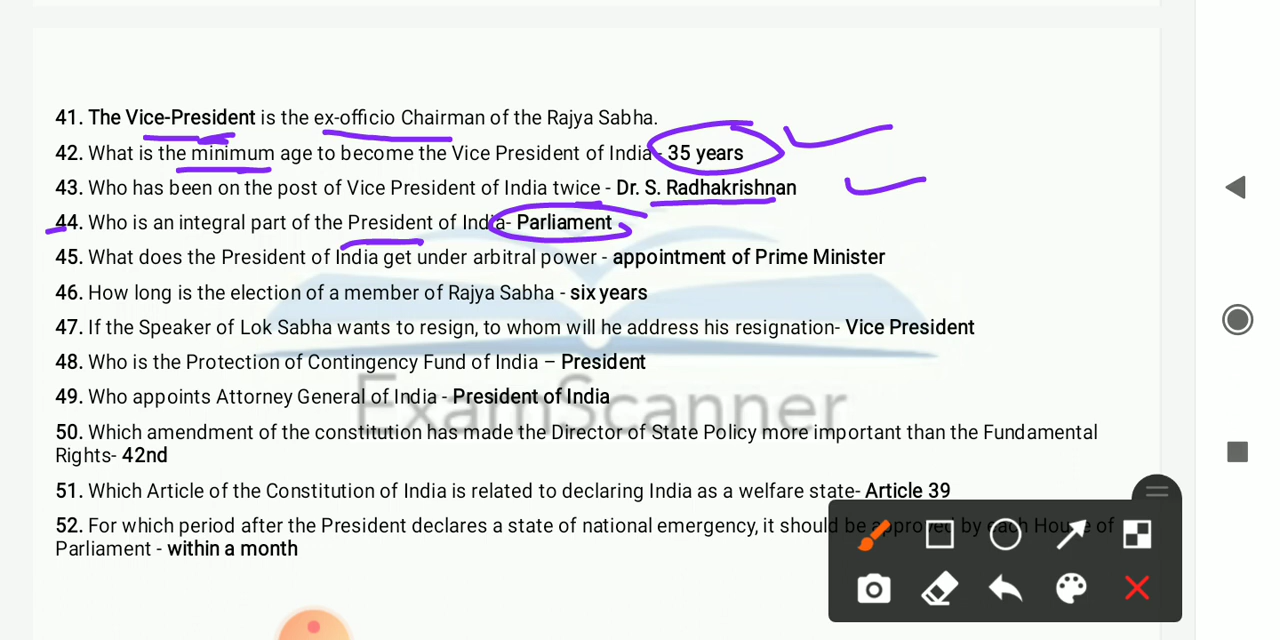 41. The Vice-President is the ex-officio Chairman of the Rajya Sabha.
42. What is the minimum age to become the Vice President of India - 35 years
43. Who has been on the post of Vice President of India twice - Dr. S. Radhakrishnan
44. Who is an integral part of the President of India- Parliament
45. What does the President of India get under arbitral power - appointment of Prime Minister
46. How long is the election of a member of Rajya Sabha - six years
47. If the Speaker of Lok Sabha wants to resign, to whom will he address his resignation- Vice President
48. Who is the Protection of Contingency Fund of India – President
49. Who appoints Attorney General of India - President of India
ExamScanner
50. Which amendment of the constitution has made the Director of State Policy more important than the Fundamental
Rights- 42nd
51. Which Article of the Constitution of India is related to declaring India as a welfare state- Article 39
52. For which period after the President declares a state of national emergency, it should be approved by each House of
Parliament - within a month